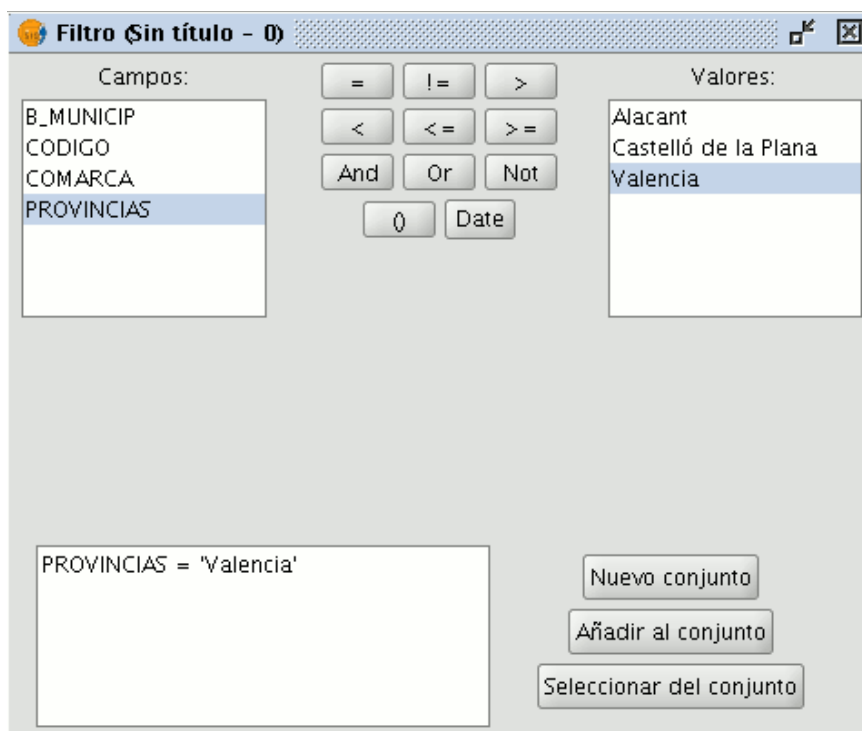 Filtro (Sin título - 0)
Campos:
Valores:
= != >
< <= >=
And Or Not
() Date
B_MUNICIP
CODIGO
COMARCA
PROVINCIAS
Alacant
Castelló de la Plana
Valencia
PROVINCIAS = 'Valencia'
Nuevo conjunto
Añadir al conjunto
Seleccionar del conjunto